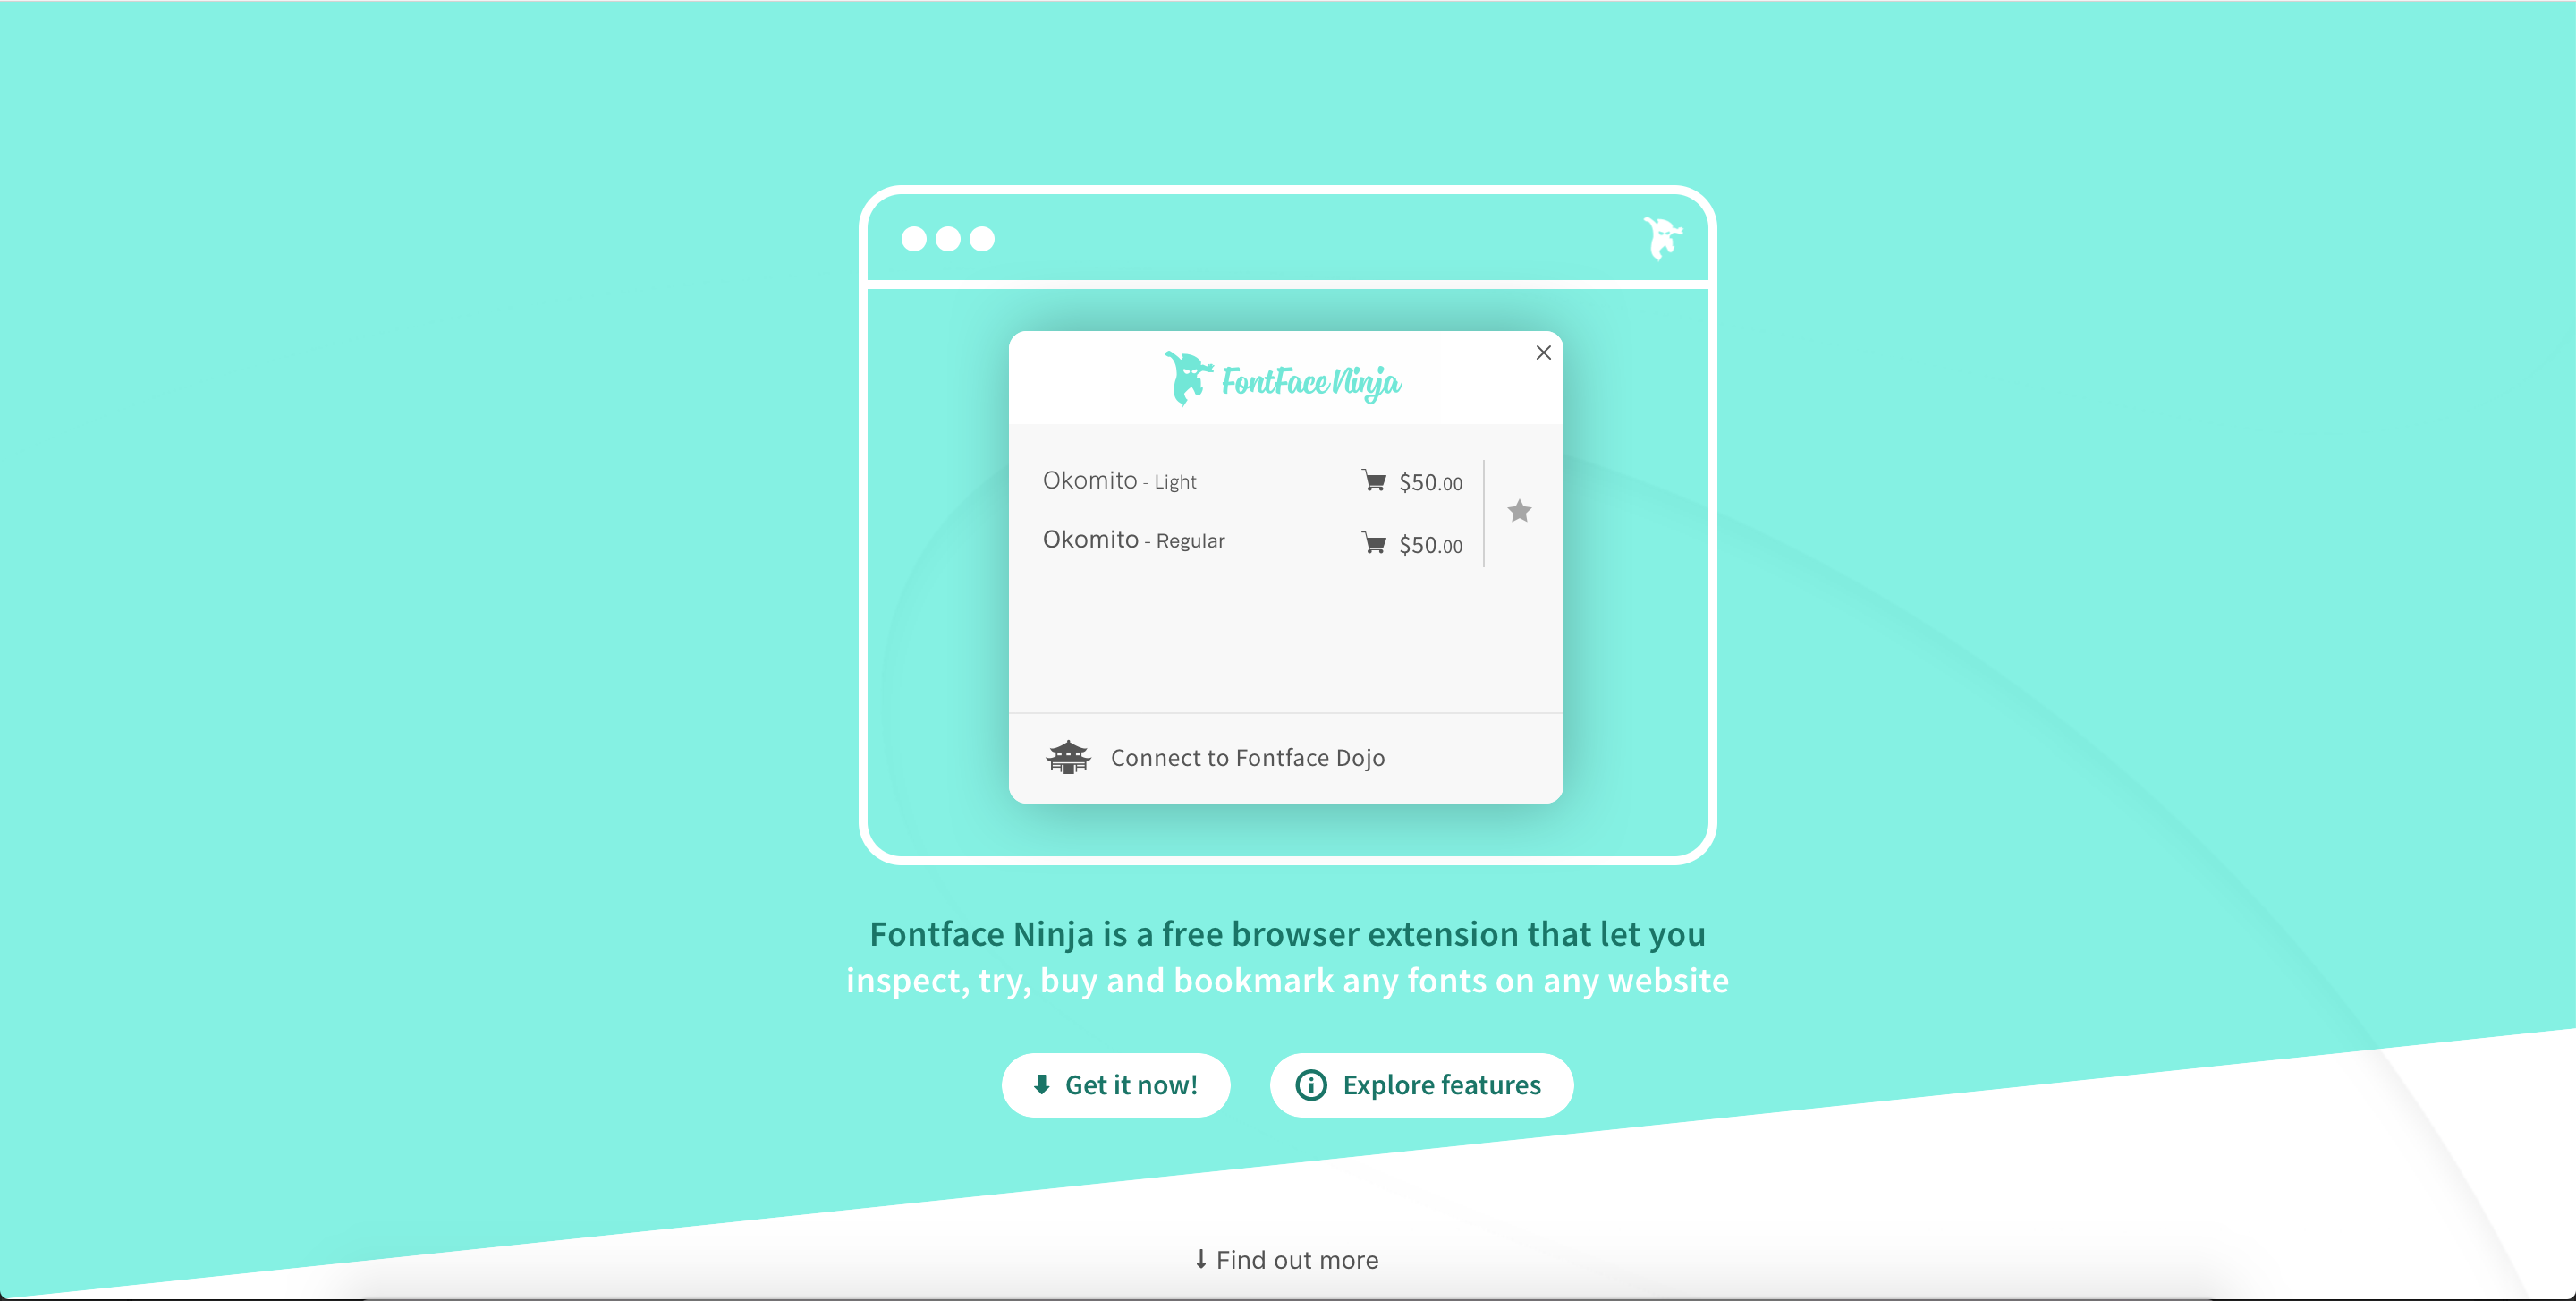 FontFace Ninja
Okomito - Light $50.00
Okomito - Regular $50.00
Connect to Fontface Dojo
Fontface Ninja is a free browser extension that let you
inspect, try, buy and bookmark any fonts on any website
Get it now! Explore features
Find out more